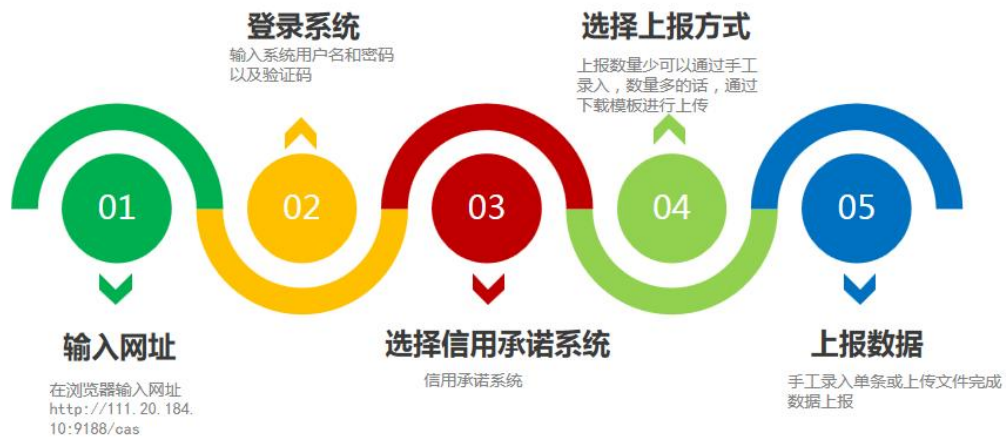 01
输入网址
在浏览器输入网址
http://111.20.184.
10:9188/cas
登录系统
输入系统用户名和密码
以及验证码
02
03
选择信用承诺系统
信用承诺系统
选择上报方式
上报数量少可以通过手工
录入，数量多的话，通过
下载模板进行上传
04
05
上报数据
手工录入单条或上传文件完成
数据上报